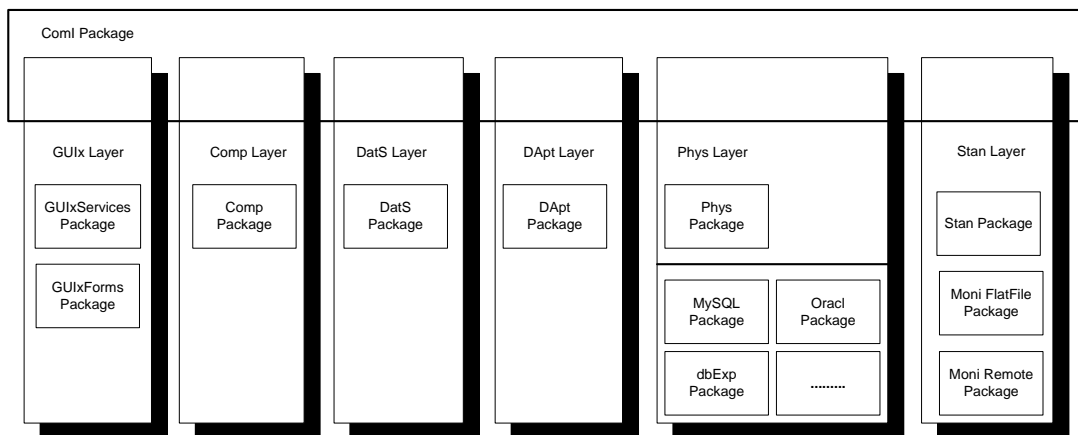 ComI Package
GUIx Layer
Comp Layer
DatS Layer
DApt Layer
Phys Layer
Stan Layer
GUIxServices
Package
Comp
Package
DatS
Package
DApt
Package
Phys
Package
Stan Package
GUIxForms
Package
MySQL
Package
Oracl
Package
Moni FlatFile
Package
dbExp
Package
.........
Moni Remote
Package